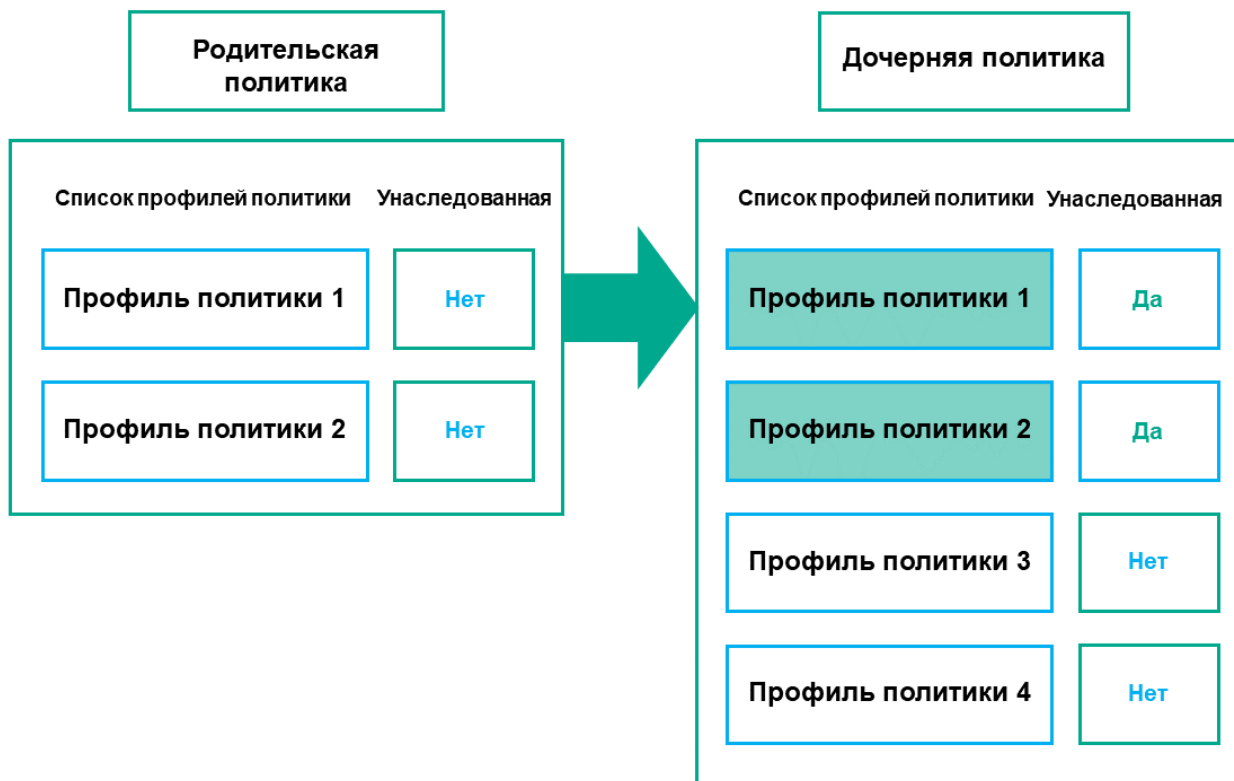 Родительская
политика
Список профилей политики Унаследованная
Профиль политики 1 Нет
Профиль политики 2 Нет
Дочерняя политика
Список профилей политики Унаследованная
Профиль политики 1 Да
Профиль политики 2 Да
Профиль политики 3 Нет
Профиль политики 4 Нет